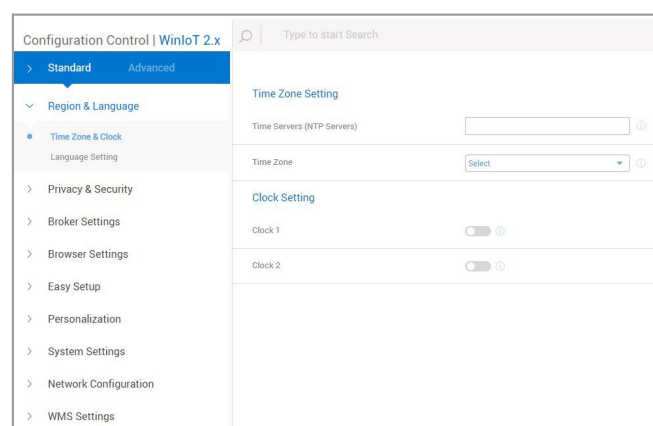 Configuration Control | WinIoT 2.x
Type to start Search
Standard Advanced
Region & Language
Time Zone & Clock
Language Setting
Privacy & Security
Broker Settings
Browser Settings
Easy Setup
Personalization
System Settings
Network Configuration
WMS Settings
Time Zone Setting
Time Servers (NTP Servers)
Time Zone Select
Clock Setting
Clock 1
Clock 2